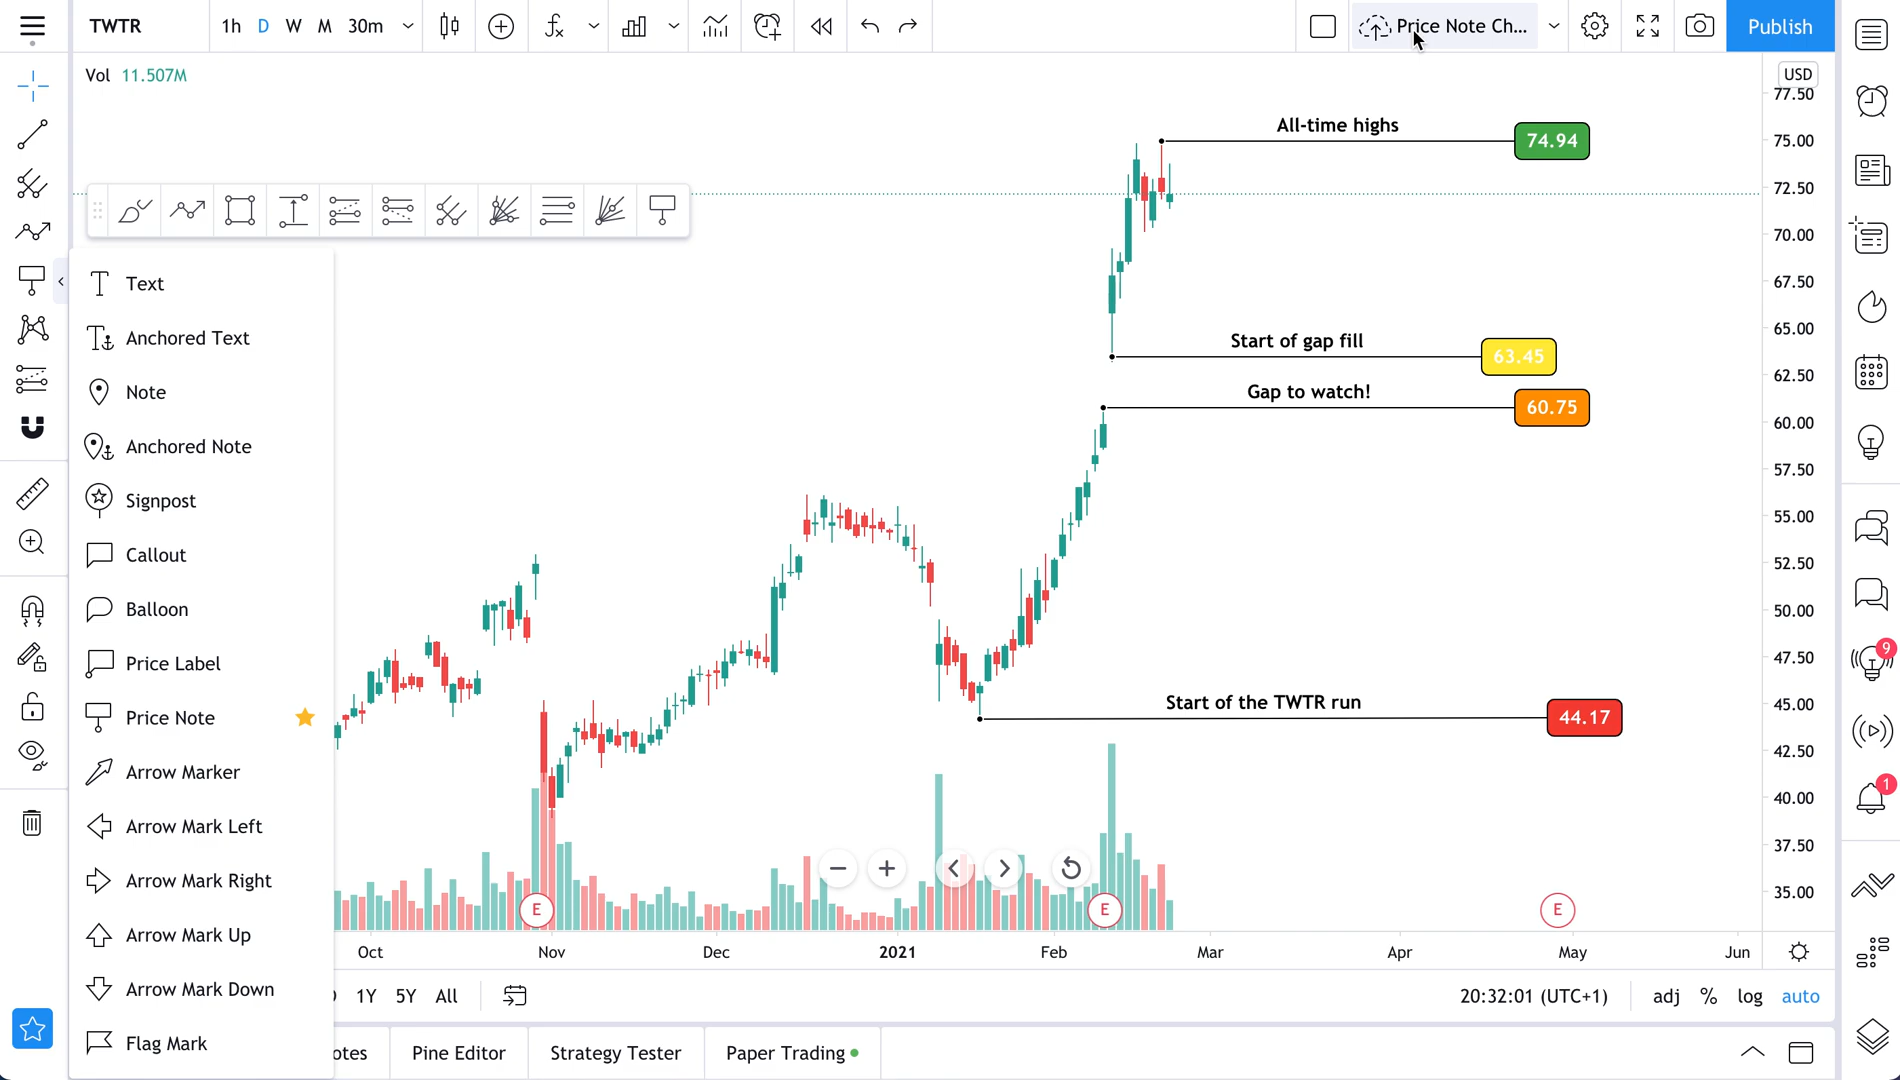 TWTR 1h D W M 30m Price Note Ch... Publish
Vol 11.507M
USD
77.50
75.00
72.50
70.00
67.50
65.00
62.50
60.00
57.50
55.00
52.50
50.00
47.50
45.00
42.50
40.00
37.50
35.00
All-time highs
74.94
Start of gap fill
63.45
Gap to watch!
60.75
Start of the TWTR run
44.17
Text
Anchored Text
Note
Anchored Note
Signpost
Callout
Balloon
Price Label
Price Note
Arrow Marker
Arrow Mark Left
Arrow Mark Right
Arrow Mark Up
Arrow Mark Down
Flag Mark
9
1
E E E
Oct Nov Dec 2021 Feb Mar Apr May Jun
1Y 5Y All 20:32:01 (UTC+1) adj % log auto
otes Pine Editor Strategy Tester Paper Trading